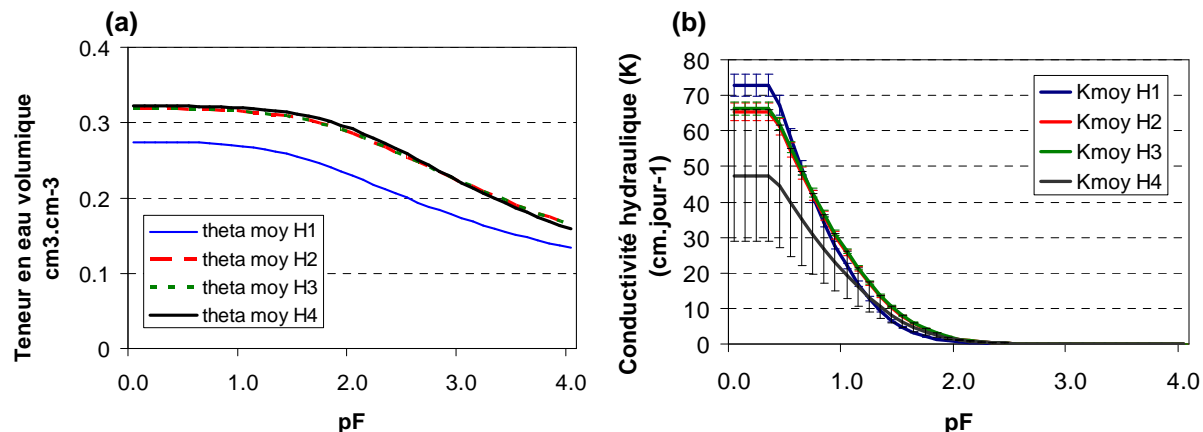 (a)
Teneur en eau volumique
cm3.cm-3
0.4
0.3
0.2
0.1
0
theta moy H1
theta moy H2
theta moy H3
theta moy H4
0.0 1.0 2.0 3.0 4.0
pF
(b)
Conductivité hydraulique (K)
(cm.jour-1)
80
70
60
50
40
30
20
10
0
Kmoy H1
Kmoy H2
Kmoy H3
Kmoy H4
0.0 1.0 2.0 3.0 4.0
pF